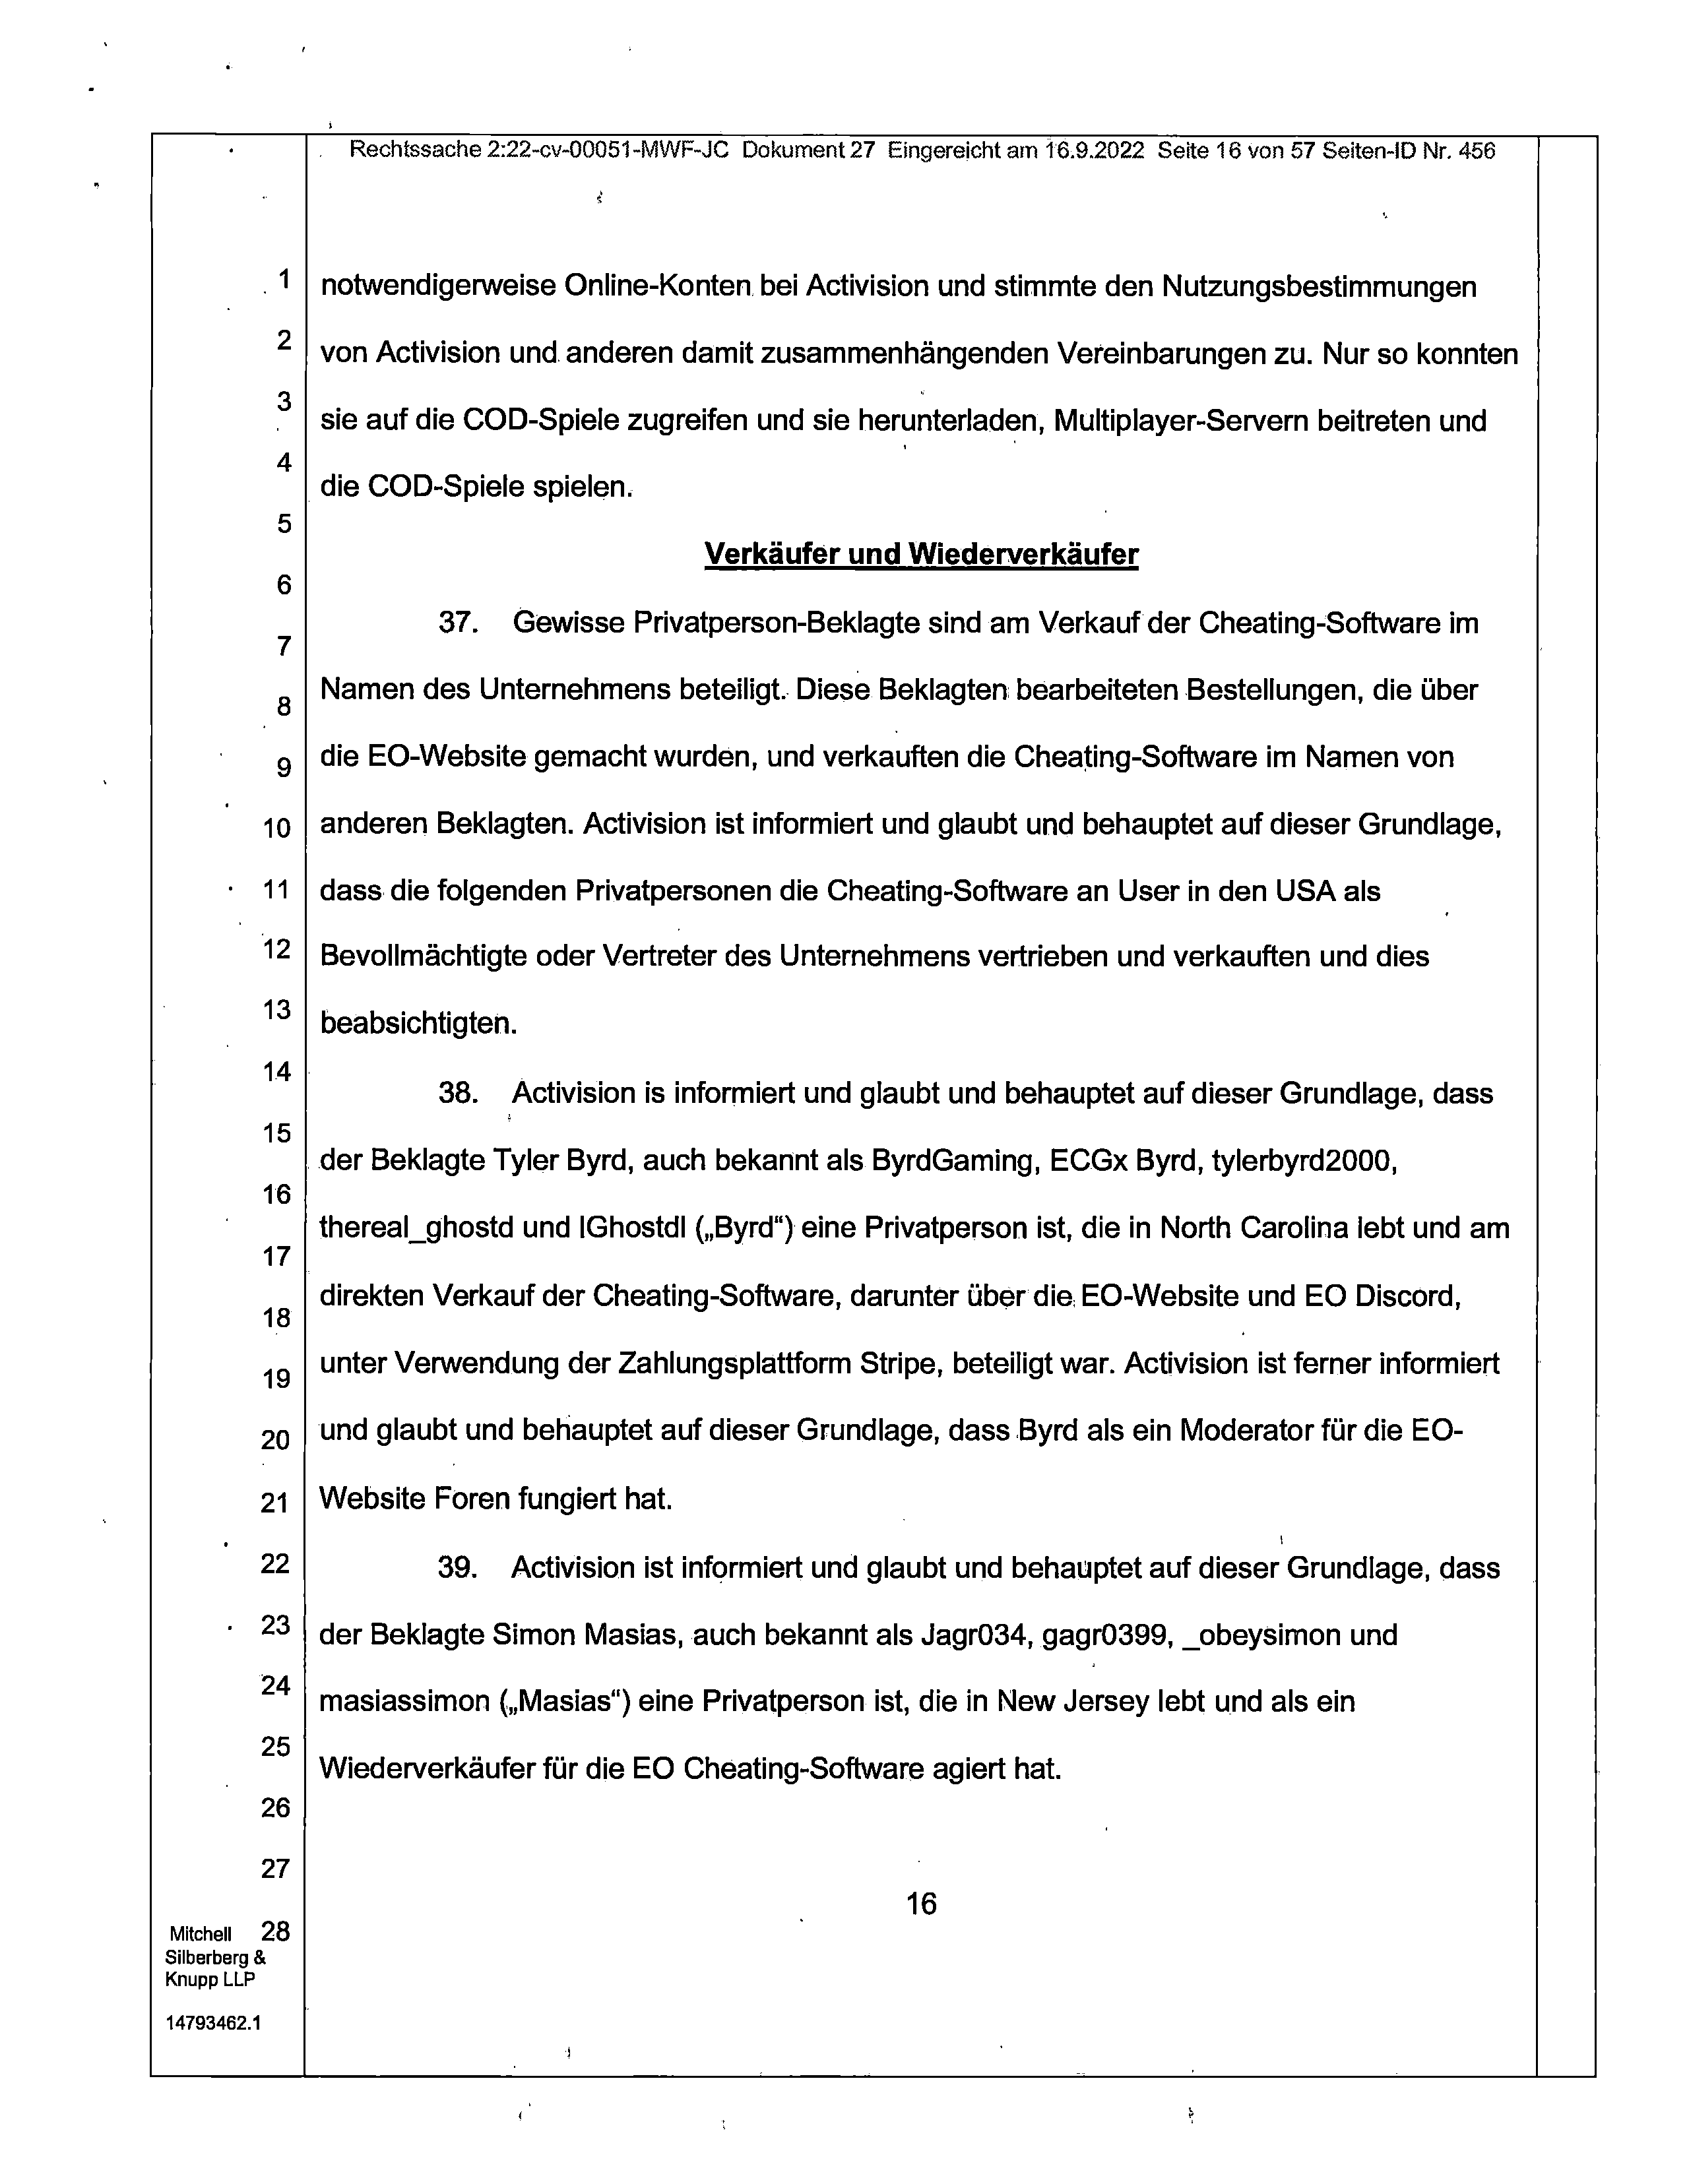 Rechtssache 2:22-cv-00051-MWF-JC Dokument 27 Eingereicht am 16.9.2022 Seite 16 von 57 Seiten-ID Nr. 456
1 notwendigerweise Online-Konten bei Activision und stimmte den Nutzungsbestimmungen
2 von Activision und anderen damit zusammenhängenden Vereinbarungen zu. Nur so konnten
3 sie auf die COD-Spiele zugreifen und sie herunterladen, Multiplayer-Servern beitreten und
4 die COD-Spiele spielen.
5
Verkäufer und Wiederverkäufer
6
37. Gewisse Privatperson-Beklagte sind am Verkauf der Cheating-Software im
7
8 Namen des Unternehmens beteiligt. Diese Beklagten bearbeiteten Bestellungen, die über
9 die EO-Website gemacht wurden, und verkauften die Cheating-Software im Namen von
10 anderen Beklagten. Activision ist informiert und glaubt und behauptet auf dieser Grundlage,
11 dass die folgenden Privatpersonen die Cheating-Software an User in den USA als
12 Bevollmächtigte oder Vertreter des Unternehmens vertrieben und verkauften und dies
13 beabsichtigten.
14
38. Activision is informiert und glaubt und behauptet auf dieser Grundlage, dass
15
der Beklagte Tyler Byrd, auch bekannt als ByrdGaming, ECGx Byrd, tylerbyrd2000,
16
thereal_ghostd und IGhostdI („Byrd“) eine Privatperson ist, die in North Carolina lebt und am
17
direkten Verkauf der Cheating-Software, darunter über die EO-Website und EO Discord,
18
19 unter Verwendung der Zahlungsplattform Stripe, beteiligt war. Activision ist ferner informiert
20 und glaubt und behauptet auf dieser Grundlage, dass Byrd als ein Moderator für die EO-
21 Website Foren fungiert hat.
22 39. Activision ist informiert und glaubt und behauptet auf dieser Grundlage, dass
23 der Beklagte Simon Masias, auch bekannt als Jagr034, gagr0399, _obeysimon und
24 masiassimon („Masias“) eine Privatperson ist, die in New Jersey lebt und als ein
25 Wiederverkäufer für die EO Cheating-Software agiert hat.
26
27
16
Mitchell 28
Silberberg &
Knupp LLP
14793462.1